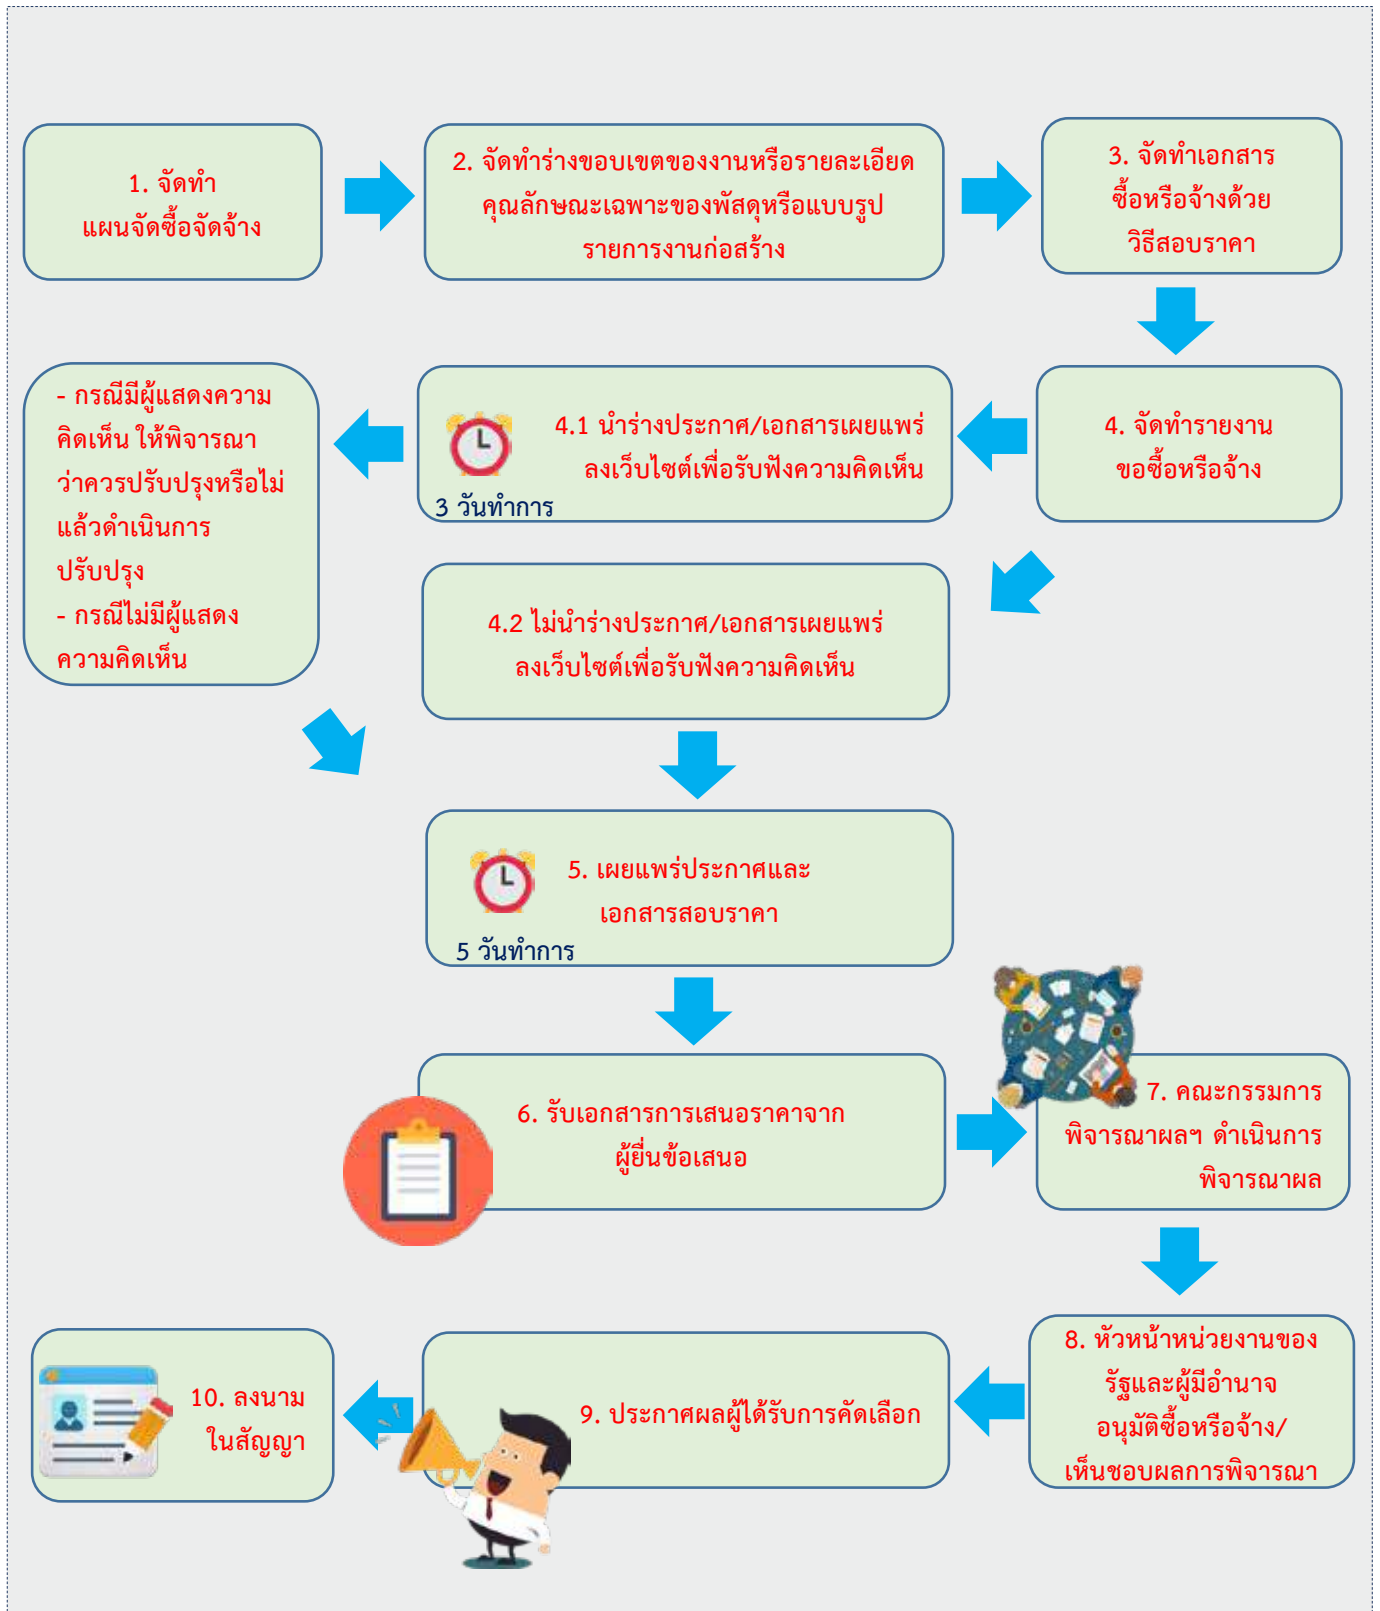 1. จัดทำ
แผนจัดซื้อจัดจ้าง
2. จัดทำร่างขอบเขตของงานหรือรายละเอียด
คุณลักษณะเฉพาะของพัสดุหรือแบบรูป
รายการงานก่อสร้าง
3. จัดทำเอกสาร
ซื้อหรือจ้างด้วย
วิธีสอบราคา
4. จัดทำรายงาน
ขอซื้อหรือจ้าง
4.1 นำร่างประกาศ/เอกสารเผยแพร่
ลงเว็บไซต์เพื่อรับฟังความคิดเห็น
3 วันทำการ
- กรณีมีผู้แสดงความ
คิดเห็น ให้พิจารณา
ว่าควรปรับปรุงหรือไม่
แล้วดำเนินการ
ปรับปรุง
- กรณีไม่มีผู้แสดง
ความคิดเห็น
4.2 ไม่นำร่างประกาศ/เอกสารเผยแพร่
ลงเว็บไซต์เพื่อรับฟังความคิดเห็น
5. เผยแพร่ประกาศและ
เอกสารสอบราคา
5 วันทำการ
6. รับเอกสารการเสนอราคาจาก
ผู้ยื่นข้อเสนอ
7. คณะกรรมการ
พิจารณาผลฯ ดำเนินการ
พิจารณาผล
8. หัวหน้าหน่วยงานของ
รัฐและผู้มีอำนาจ
อนุมัติซื้อหรือจ้าง/
เห็นชอบผลการพิจารณา
9. ประกาศผลผู้ได้รับการคัดเลือก
10. ลงนาม
ในสัญญา